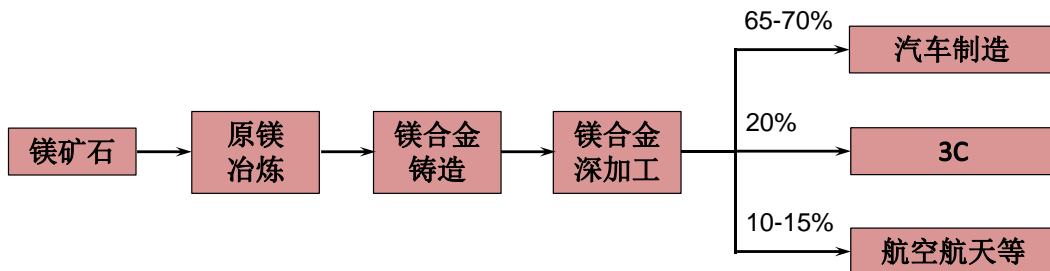 65-70%
汽车制造
镁矿石
原镁
冶炼
镁合金
铸造
镁合金
深加工
20%
3C
10-15%
航空航天等